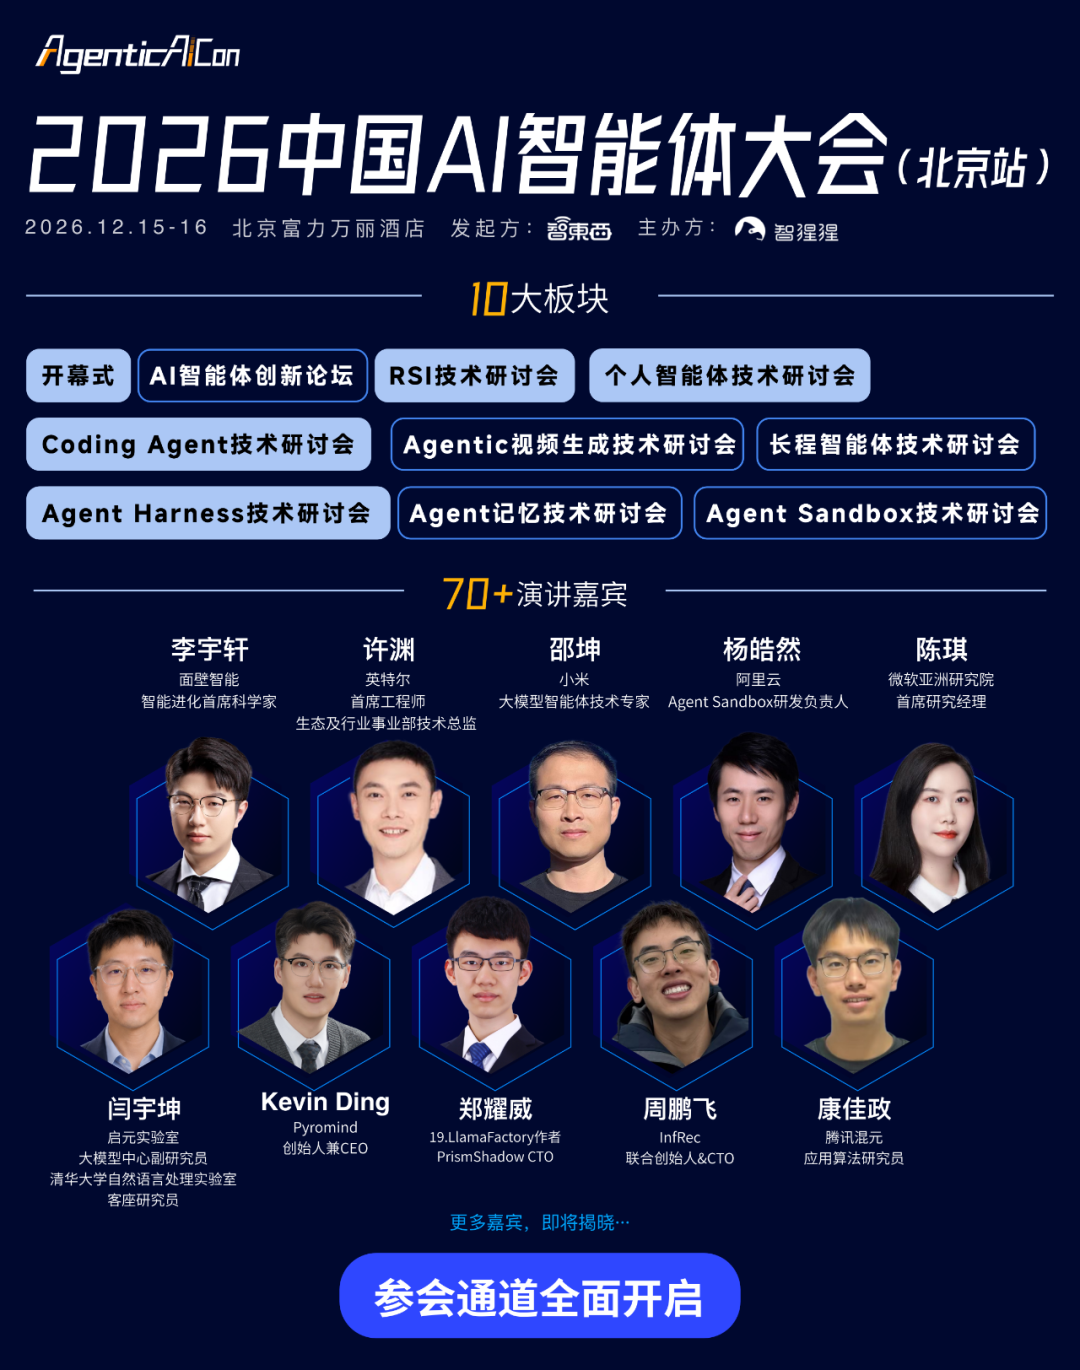 AgenticAiCon
2026中国AI智能体大会（北京站）
2026.12.15-16 北京富力万丽酒店 发起方：智東西 主办方：智猩猩
10大板块
开幕式 AI智能体创新论坛 RSI技术研讨会 个人智能体技术研讨会
Coding Agent技术研讨会 Agentic视频生成技术研讨会 长程智能体技术研讨会
Agent Harness技术研讨会 Agent记忆技术研讨会 Agent Sandbox技术研讨会
70+演讲嘉宾
李宇轩
面壁智能
智能进化首席科学家
许渊
英特尔
首席工程师
生态及行业事业部技术总监
邵坤
小米
大模型智能体技术专家
杨皓然
阿里云
Agent Sandbox研发负责人
陈琪
微软亚洲研究院
首席研究经理
闫宇坤
启元实验室
大模型中心副研究员
清华大学自然语言处理实验室
客座研究员
Kevin Ding
Pyromind
创始人兼CEO
郑耀威
19.LlamaFactory作者
PrismShadow CTO
周鹏飞
InfRec
联合创始人&CTO
康佳政
腾讯混元
应用算法研究员
更多嘉宾，即将揭晓…
参会通道全面开启